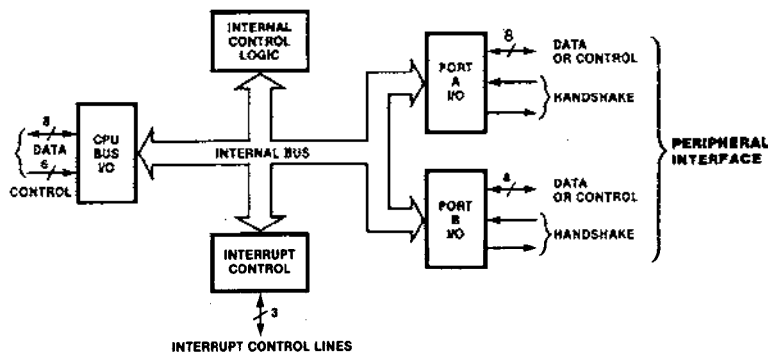 INTERNAL
CONTROL
LOGIC
8
DATA
6
CONTROL
CPU
BUS
I/O
INTERNAL BUS
INTERRUPT
CONTROL
3
INTERRUPT CONTROL LINES
PORT
A
I/O
8
DATA
OR CONTROL
HANDSHAKE
PORT
B
I/O
8
DATA
OR CONTROL
HANDSHAKE
PERIPHERAL
INTERFACE